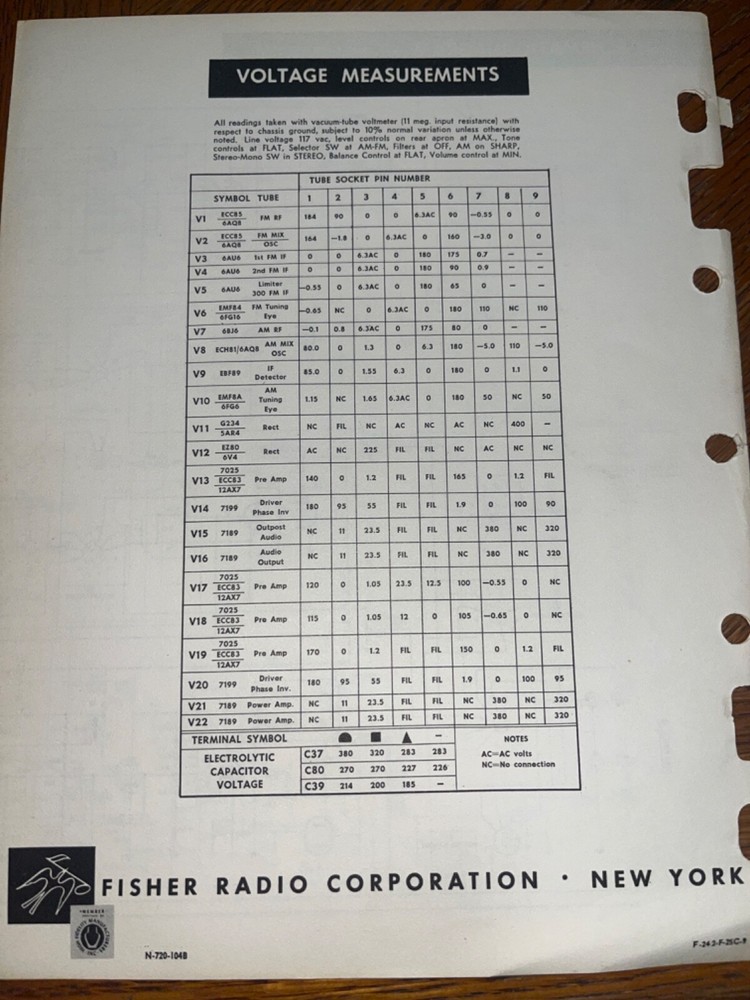 VOLTAGE MEASUREMENTS
All readings taken with vacuum-tube voltmeter (11 meg. input resistance) with
respect to chassis ground, subject to 10% normal variation unless otherwise
noted. Line voltage 117 vac, level controls on rear apron at MAX., Tone
controls at FLAT, Selector SW at AM-FM, Filters at OFF, AM on SHARP,
Stereo-Mono SW in STEREO, Balance Control at FLAT, Volume control at MIN.
TUBE SOCKET PIN NUMBER
SYMBOL TUBE 1 2 3 4 5 6 7 8 9
V1 ECC85 / 6AQ8 FM RF 184 90 0 0 6.3AC 90 −0.55 0 0
V2 ECC85 / 6AQ8 FM MIX / OSC 164 −1.8 0 6.3AC 0 160 −3.0 0 0
V3 6AU6 1st FM IF 0 0 6.3AC 0 180 175 0.7 – –
V4 6AU6 2nd FM IF 0 0 6.3AC 0 180 90 0.9 – –
V5 6AU6 Limiter 300 FM IF −0.55 0 6.3AC 0 180 65 0 – –
V6 EMF84 / 6FG16 FM Tuning Eye −0.65 NC 0 6.3AC 0 180 110 NC 110
V7 6BJ6 AM RF −0.1 0.8 6.3AC 0 175 80 0 – –
V8 ECH81/6AQ8 AM MIX OSC 80.0 0 1.3 0 6.3 180 −5.0 110 −5.0
V9 EBF89 IF Detector 85.0 0 1.55 6.3 0 180 0 1.1 0
V10 EMF8A / 6FG6 AM Tuning Eye 1.15 NC 1.65 6.3AC 0 180 50 NC 50
V11 G234 / 5AR4 Rect NC FIL NC AC NC AC NC 400 –
V12 EZ80 / 6V4 Rect AC NC 225 FIL FIL NC AC NC NC
V13 7025 / ECC83 / 12AX7 Pre Amp 140 0 1.2 FIL FIL 165 0 1.2 FIL
V14 7199 Driver Phase Inv 180 95 55 FIL FIL 1.9 0 100 90
V15 7189 Outpost Audio NC 11 23.5 FIL FIL NC 380 NC 320
V16 7189 Audio Output NC 11 23.5 FIL FIL NC 380 NC 320
V17 7025 / ECC83 / 12AX7 Pre Amp 120 0 1.05 23.5 12.5 100 −0.55 0 NC
V18 7025 / ECC83 / 12AX7 Pre Amp 115 0 1.05 12 0 105 −0.65 0 NC
V19 7025 / ECC83 / 12AX7 Pre Amp 170 0 1.2 FIL FIL 150 0 1.2 FIL
V20 7199 Driver Phase Inv. 180 95 55 FIL FIL 1.9 0 100 95
V21 7189 Power Amp. NC 11 23.5 FIL FIL NC 380 NC 320
V22 7189 Power Amp. NC 11 23.5 FIL FIL NC 380 NC 320
TERMINAL SYMBOL ■ ▲ –
ELECTROLYTIC CAPACITOR VOLTAGE
C37 380 320 283 283
C80 270 270 227 226
C39 214 200 185 –
NOTES
AC=AC volts
NC=No connection
FISHER RADIO CORPORATION · NEW YORK
MEMBER
HIGH FIDELITY MANUFACTURERS INC.
N-720-104B